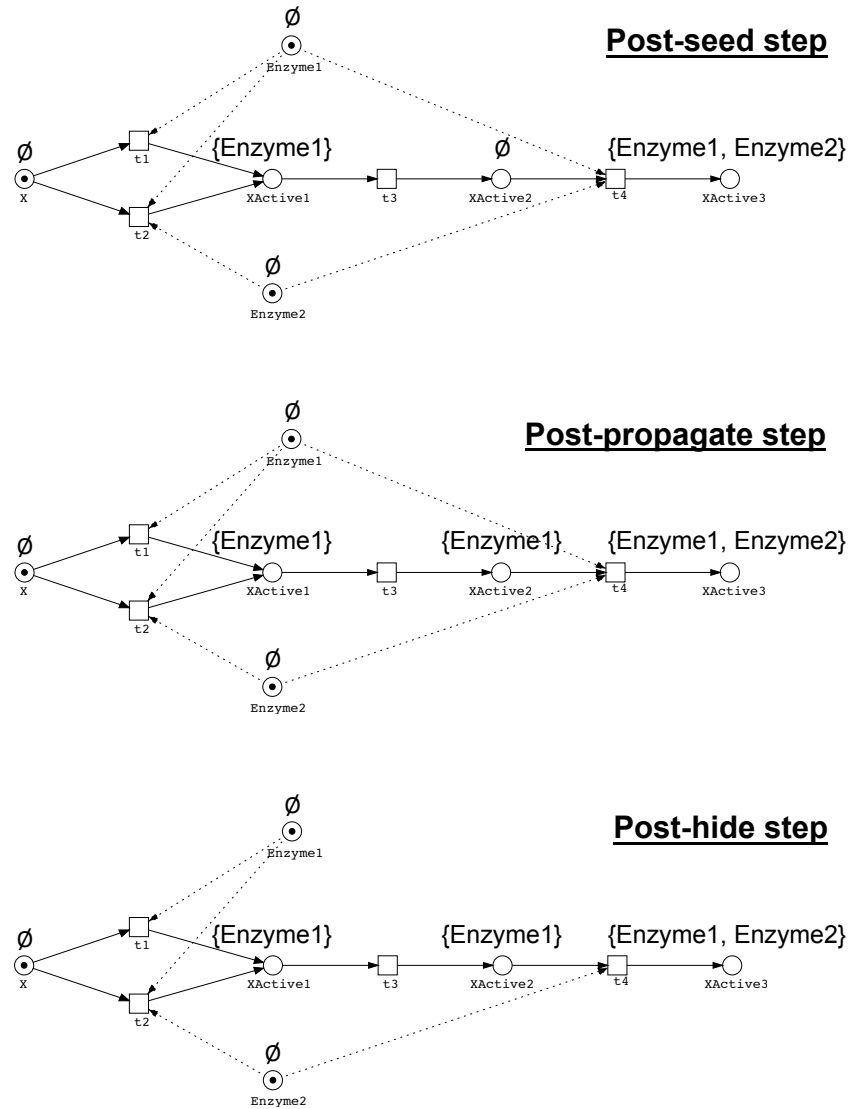 Ø
Post-seed step
Enzyme1
Ø
{Enzyme1}
Ø
{Enzyme1, Enzyme2}
t1
X
XActive1
t3
XActive2
t4
XActive3
t2
Ø
Enzyme2
Ø
Post-propagate step
Enzyme1
Ø
{Enzyme1}
{Enzyme1}
{Enzyme1, Enzyme2}
t1
X
XActive1
t3
XActive2
t4
XActive3
t2
Ø
Enzyme2
Ø
Post-hide step
Enzyme1
Ø
{Enzyme1}
{Enzyme1}
{Enzyme1, Enzyme2}
t1
X
XActive1
t3
XActive2
t4
XActive3
t2
Ø
Enzyme2